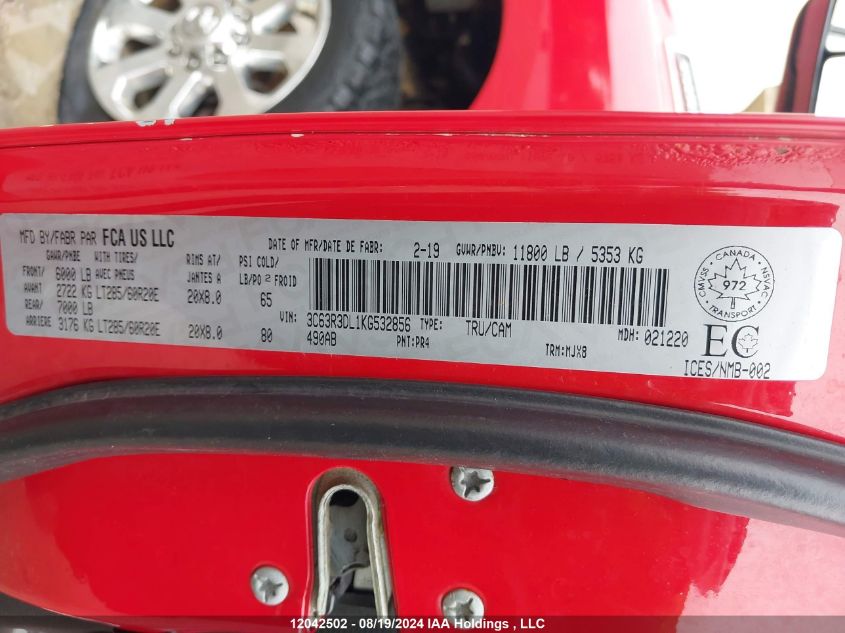 MFD BY/FABR PAR FCA US LLC
DATE OF MFR/DATE DE FABR: 2-19 GVWR/PNBV: 11800 LB / 5353 KG
GAWR/PNBE WITH TIRES/ RIMS AT/ PSI COLD/
FRONT/ 6000 LB AVEC PNEUS JANTES A LB/PO 2 FROID
AVANT 2722 KG LT285/60R20E 20X8.0 65
REAR/ 7000 LB
ARRIERE 3176 KG LT285/60R20E 20X8.0 80
VIN: 3C63R3DL1KG532856 TYPE: TRU/CAM MDH: 021220
490AB PNT:PR4 TRM:MJX8
CMVSS CANADA NSVAC
972
TRANSPORT
EC
ICES/NMB-002
12042502 - 08/19/2024 IAA Holdings , LLC